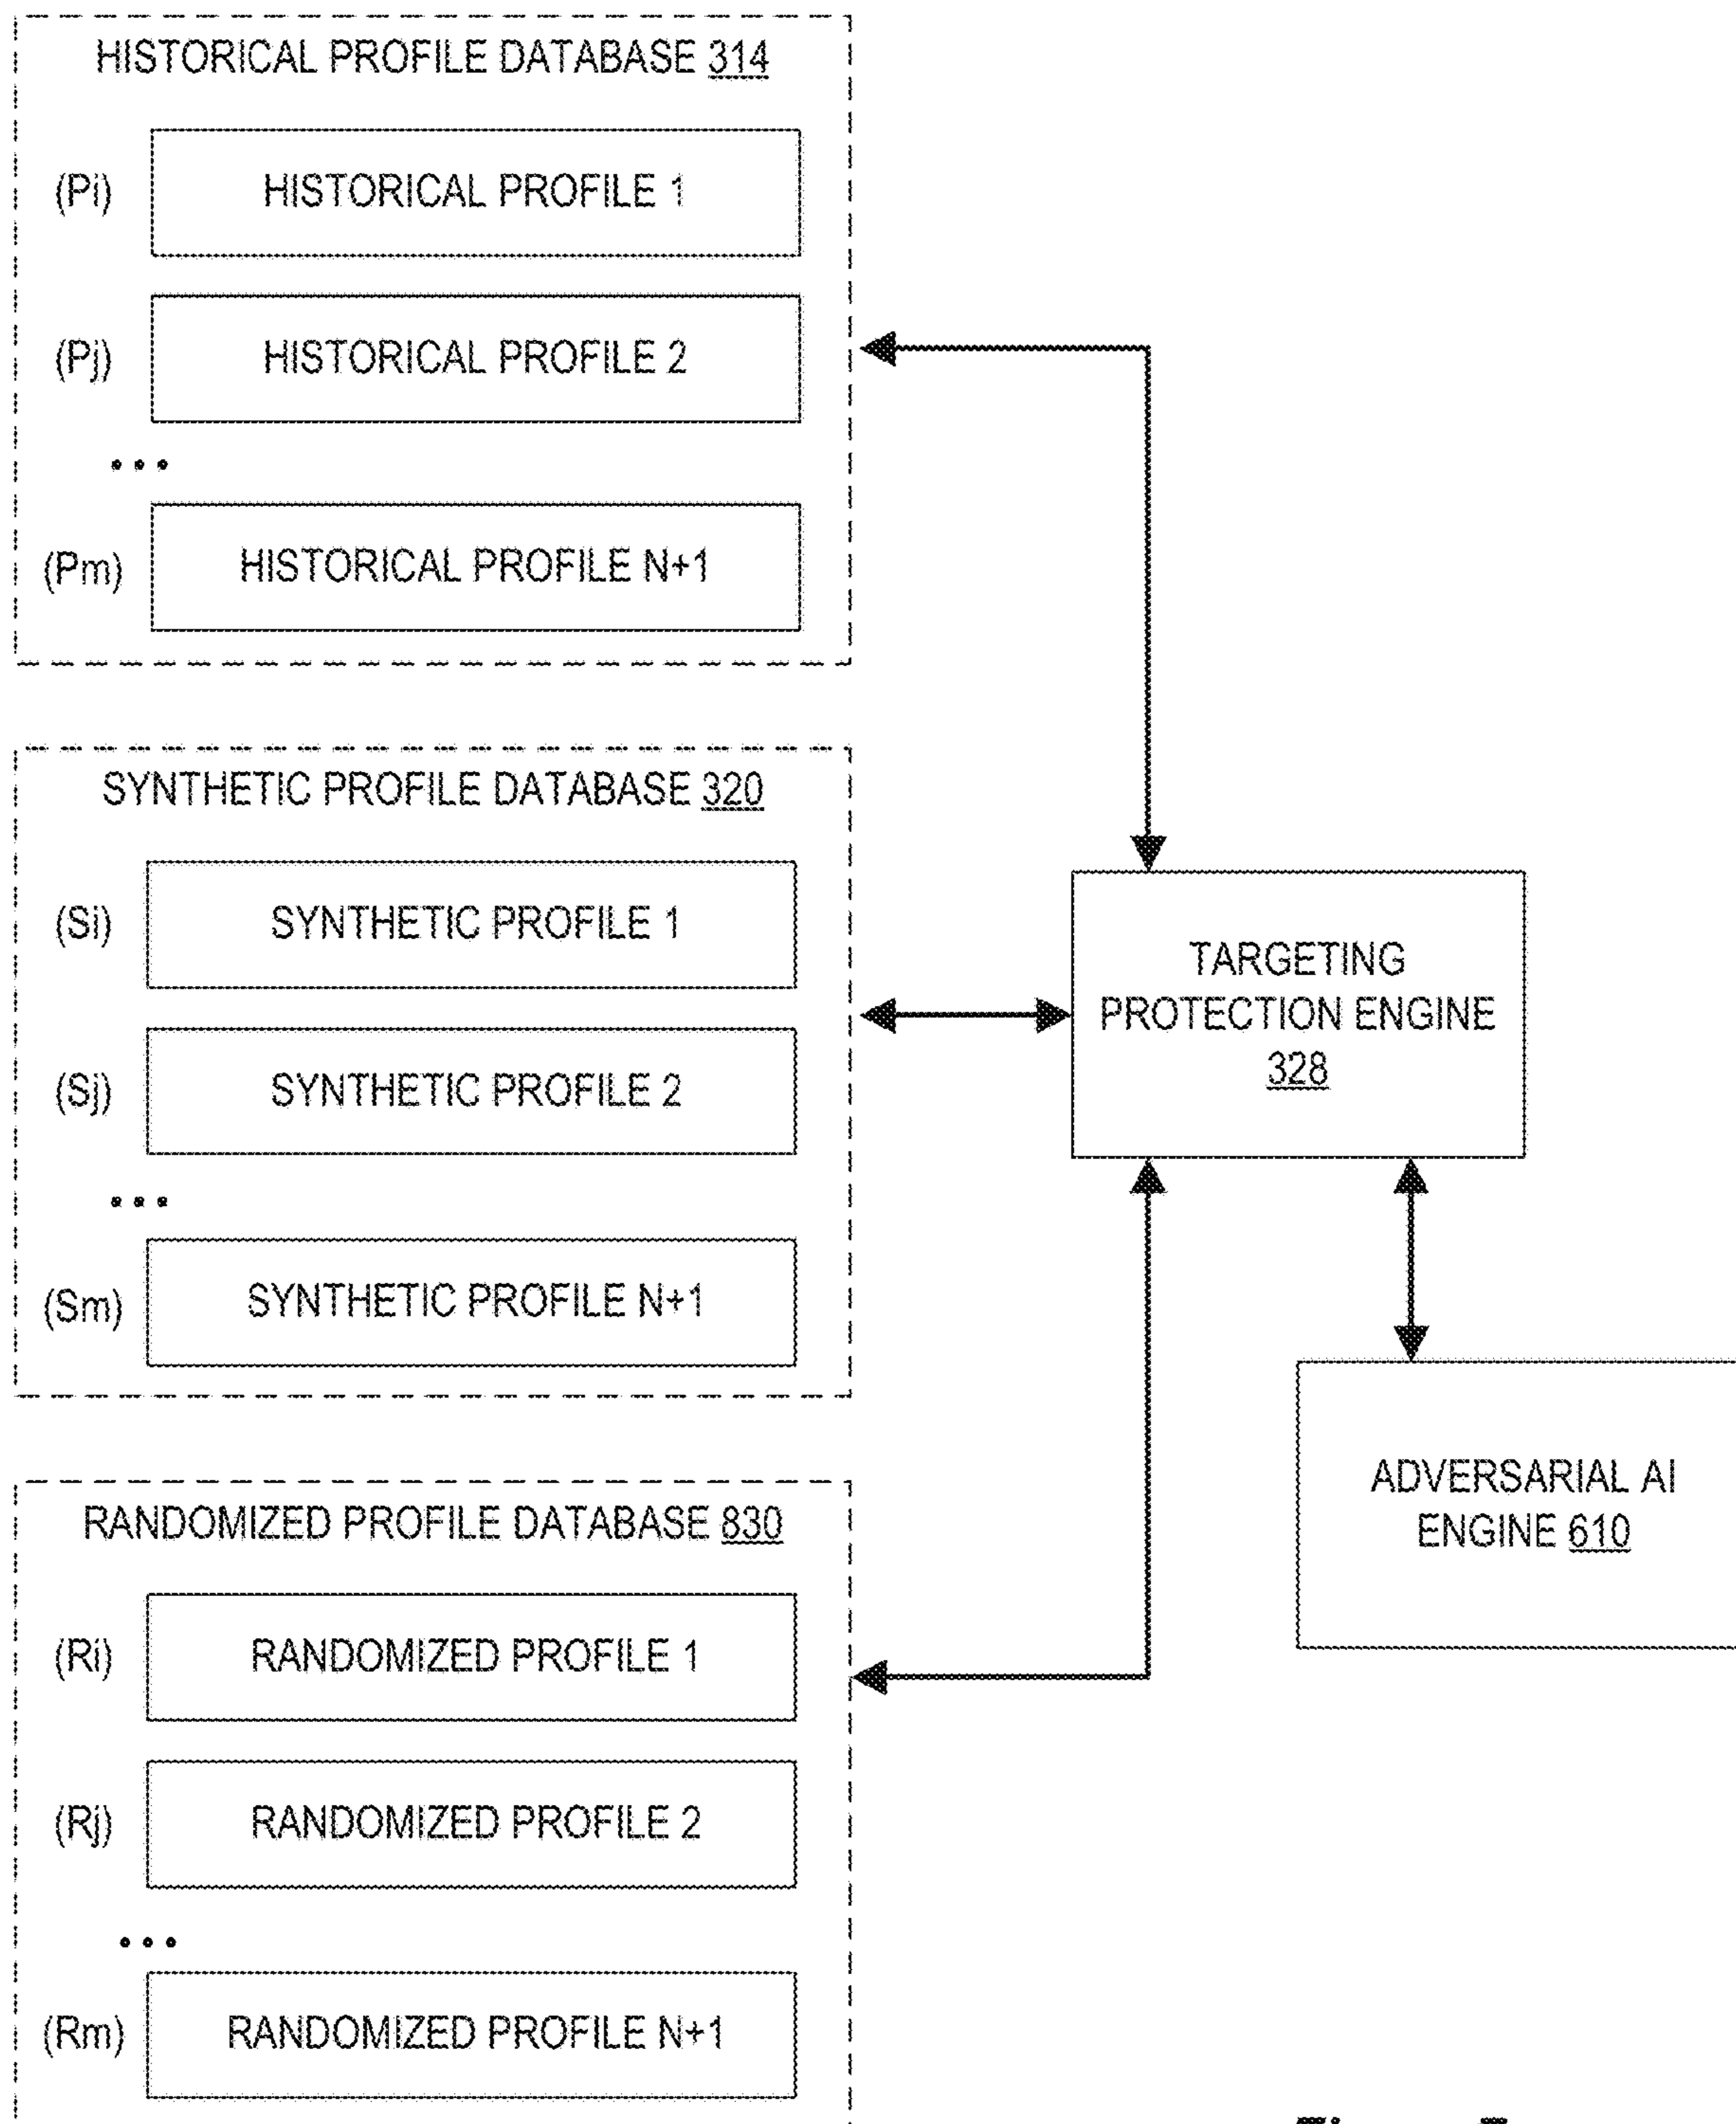 HISTORICAL PROFILE DATABASE 314
(Pi) HISTORICAL PROFILE 1
(Pj) HISTORICAL PROFILE 2
...
(Pm) HISTORICAL PROFILE N+1
SYNTHETIC PROFILE DATABASE 320
(Si) SYNTHETIC PROFILE 1
(Sj) SYNTHETIC PROFILE 2
...
(Sm) SYNTHETIC PROFILE N+1
TARGETING
PROTECTION ENGINE
328
ADVERSARIAL AI
ENGINE 610
RANDOMIZED PROFILE DATABASE 830
(Ri) RANDOMIZED PROFILE 1
(Rj) RANDOMIZED PROFILE 2
...
(Rm) RANDOMIZED PROFILE N+1